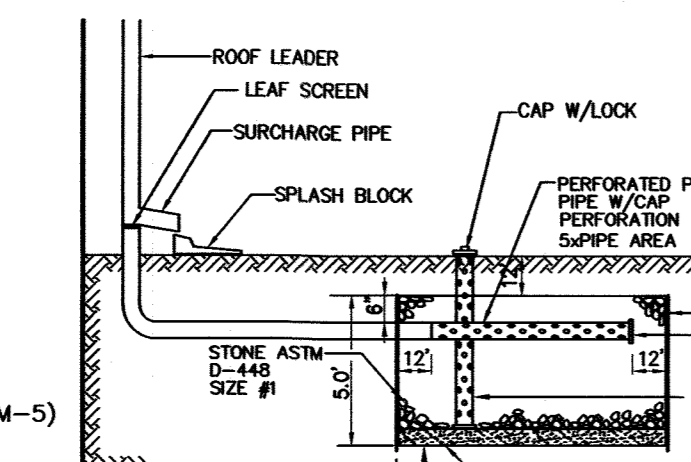 ROOF LEADER
LEAF SCREEN
SURCHARGE PIPE
SPLASH BLOCK
CAP W/LOCK
PERFORATED P
PIPE W/CAP
PERFORATION
5xPIPE AREA
12"
6"
STONE ASTM
D-448
SIZE #1
12'
12'
5.0'
M-5)